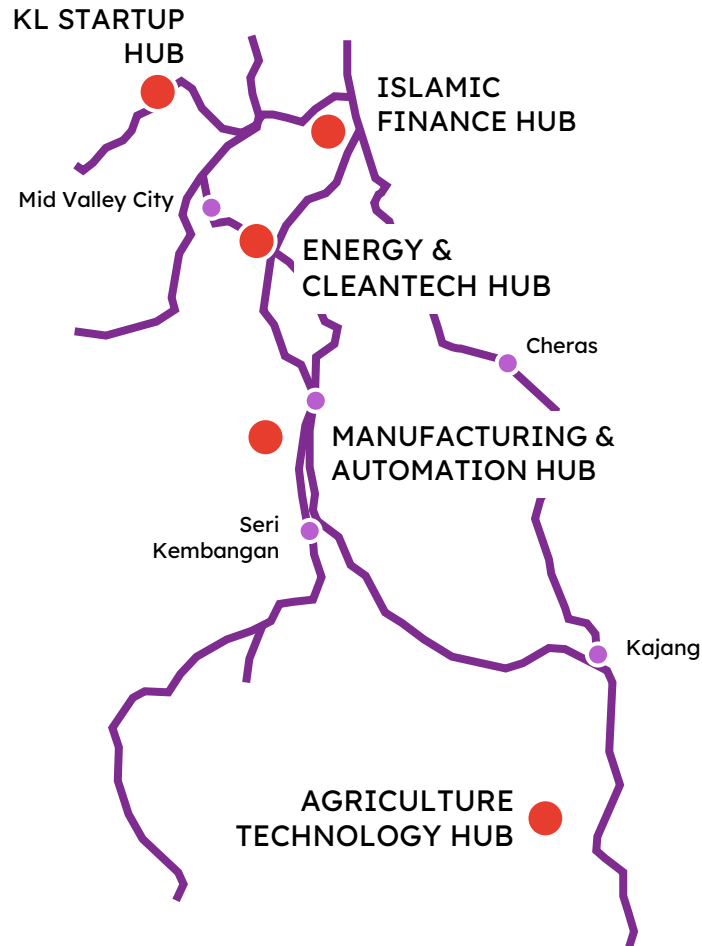 KL STARTUP
HUB
ISLAMIC
FINANCE HUB
Mid Valley City
ENERGY &
CLEANTECH HUB
Cheras
MANUFACTURING &
AUTOMATION HUB
Seri
Kembangan
Kajang
AGRICULTURE
TECHNOLOGY HUB